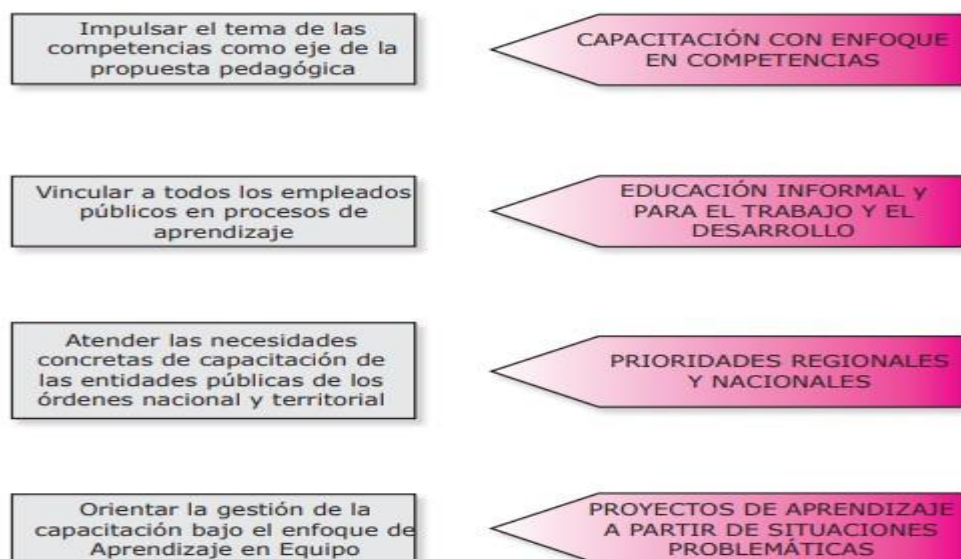 Impulsar el tema de las
competencias como eje de la
propuesta pedagógica
CAPACITACIÓN CON ENFOQUE
EN COMPETENCIAS
Vincular a todos los empleados
públicos en procesos de
aprendizaje
EDUCACIÓN INFORMAL y
PARA EL TRABAJO Y EL
DESARROLLO
Atender las necesidades
concretas de capacitación de
las entidades públicas de los
órdenes nacional y territorial
PRIORIDADES REGIONALES
Y NACIONALES
Orientar la gestión de la
capacitación bajo el enfoque de
Aprendizaje en Equipo
PROYECTOS DE APRENDIZAJE
A PARTIR DE SITUACIONES
PROBLEMÁTICAS